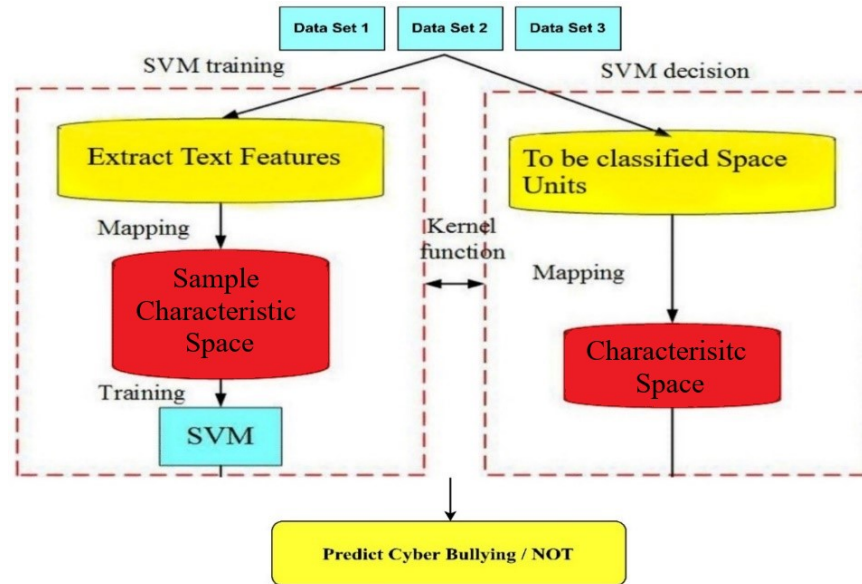 Data Set 1
Data Set 2
Data Set 3
SVM training
SVM decision
Extract Text Features
To be classified Space
Units
Mapping
Kernel
function
Mapping
Sample
Characteristic
Space
Characterisitc
Space
Training
SVM
Predict Cyber Bullying / NOT